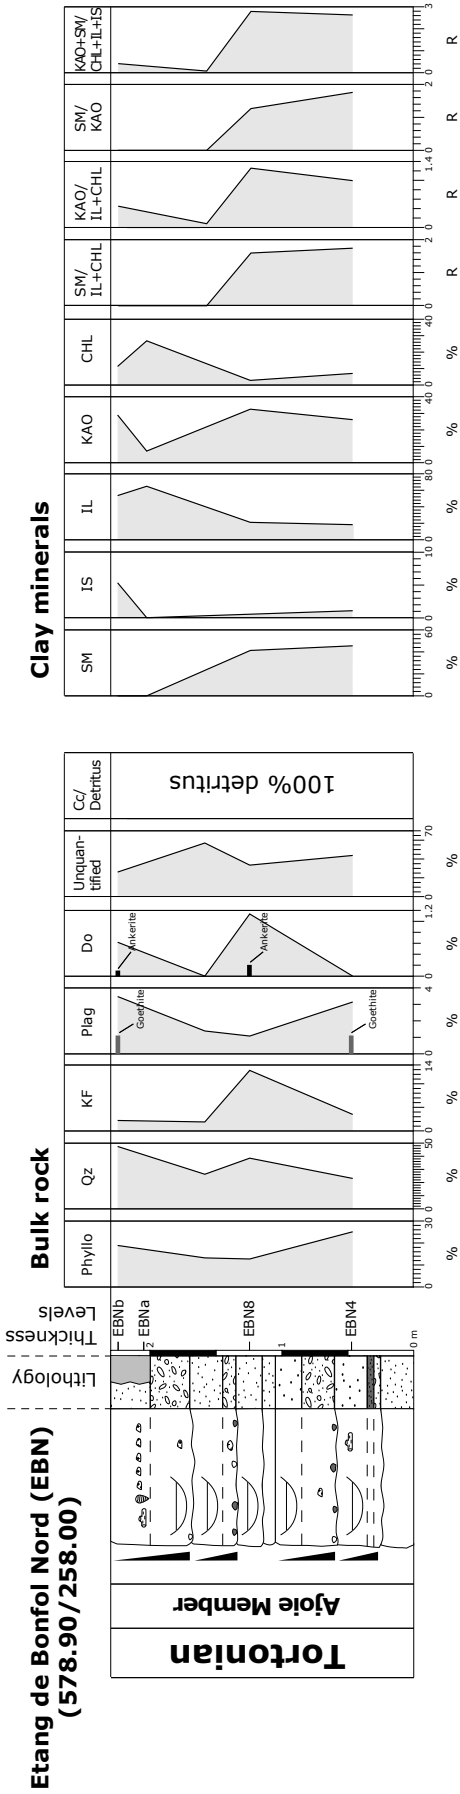 Etang de Bonfol Nord (EBN)
(578.90/258.00)
Tortonian
Ajoie Member
Lithology
Thickness
Levels
EBNb
EBNa
2
EBN8
1
EBN4
0 m
Bulk rock
Phyllo
0
30
%
Qz
0
50
%
KF
0
14
%
Plag
Goethite
Goethite
0
4
%
Do
Ankerite
Ankerite
0
1.2
%
Unquan-
tified
0
70
%
Cc/
Detritus
100% detritus
Clay minerals
SM
0
60
%
IS
0
10
%
IL
0
80
%
KAO
0
40
%
CHL
0
40
%
SM/
IL+CHL
0
2
R
KAO/
IL+CHL
0
1.4
R
SM/
KAO
0
2
R
KAO+SM/
CHL+IL+IS
0
3
R